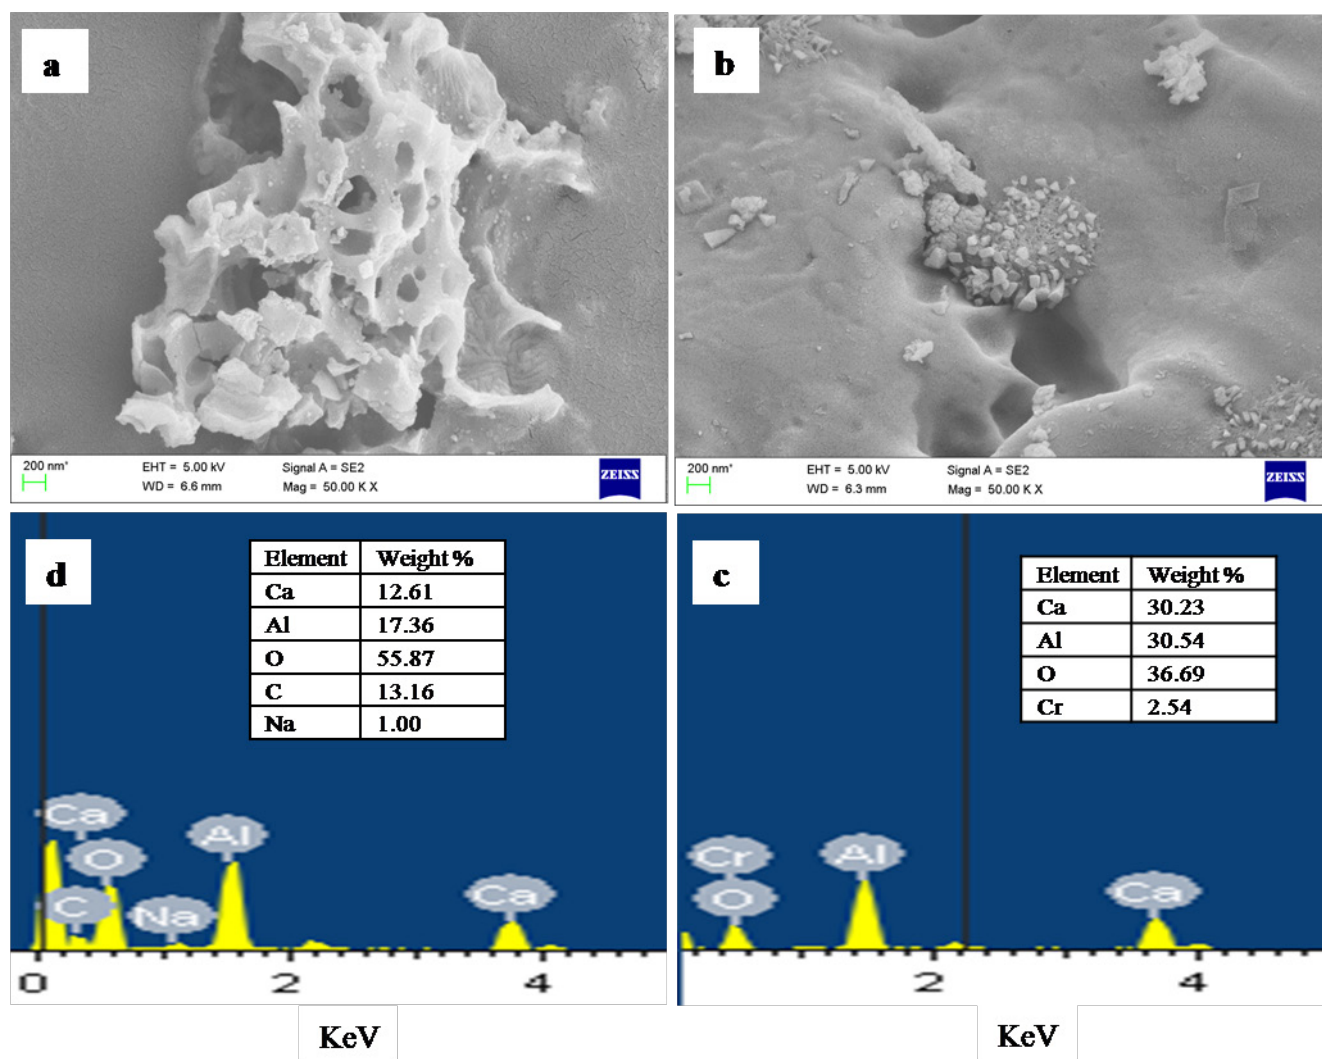 a
200 nm*
EHT = 5.00 kV
Signal A = SE2
WD = 6.6 mm
Mag = 50.00 K X
ZEISS
b
200 nm*
EHT = 5.00 kV
Signal A = SE2
WD = 6.3 mm
Mag = 50.00 K X
ZEISS
d
Element Weight %
Ca 12.61
Al 17.36
O 55.87
C 13.16
Na 1.00
Ca
O
C
Na
Al
Ca
0 2 4
KeV
c
Element Weight %
Ca 30.23
Al 30.54
O 36.69
Cr 2.54
Cr
O
Al
Ca
2 4
KeV